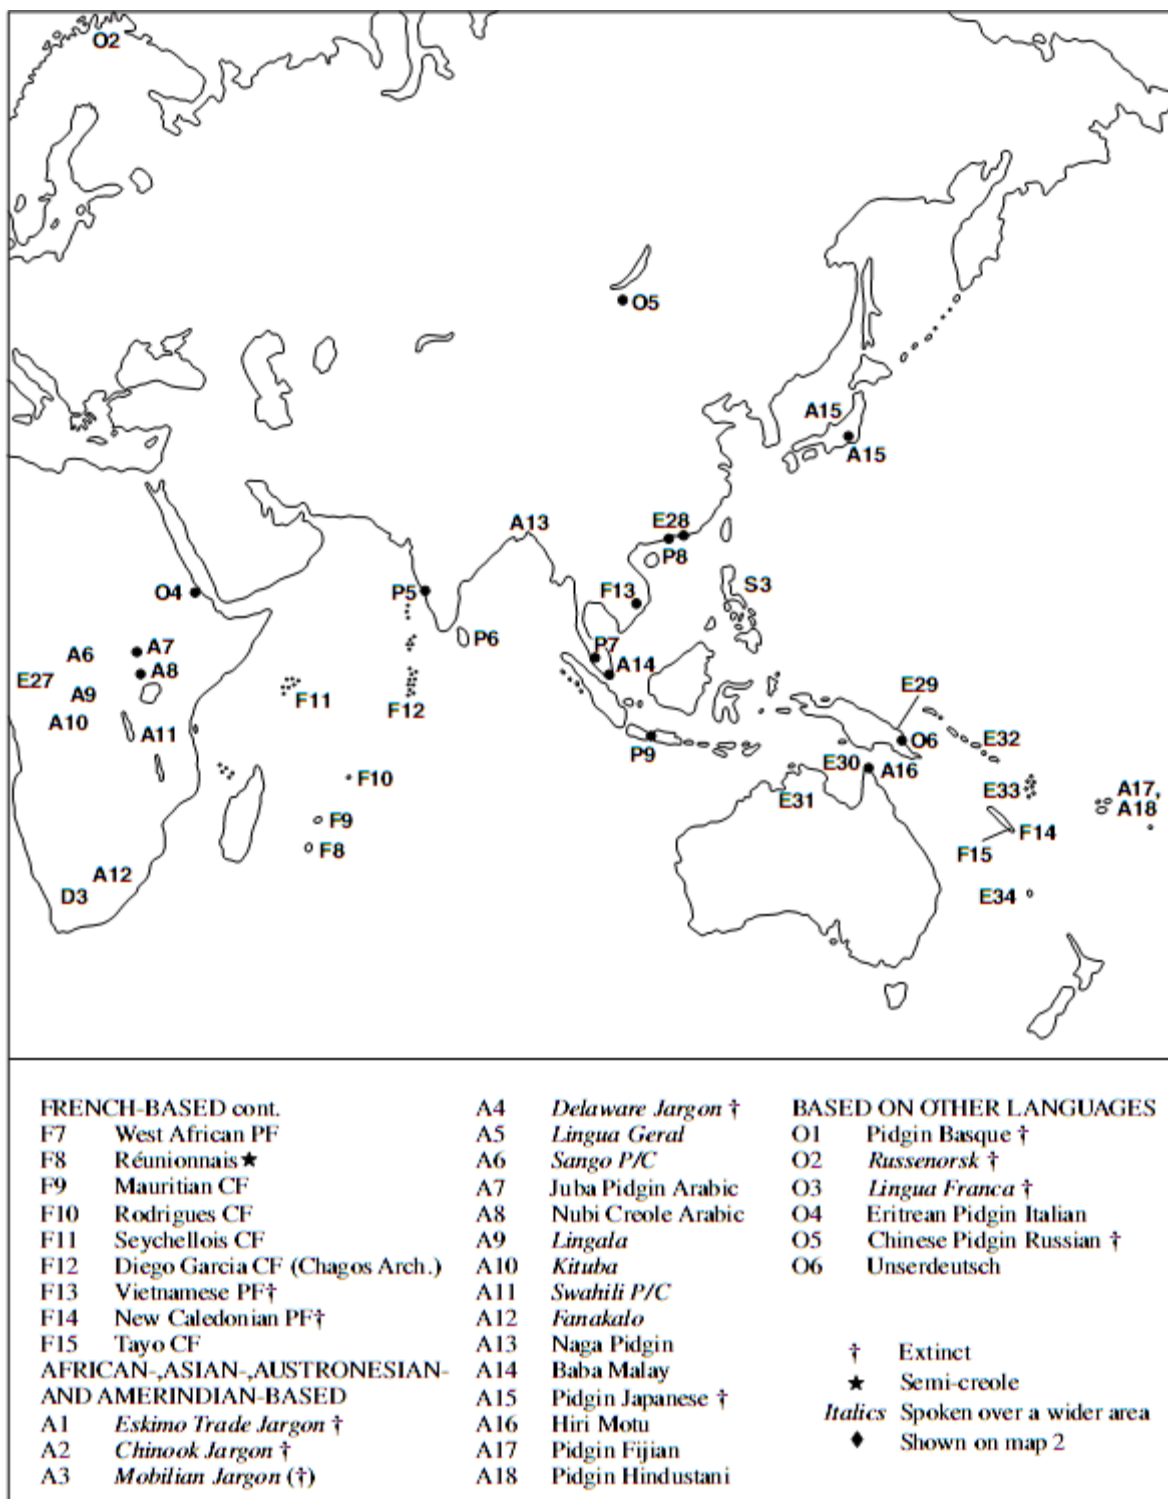 O2
O5
A15
A15
A13
E28
P8
O4
P5
F13
S3
P6
A6
A7
P7
E27
A8
A14
A9
F11
F12
E29
A10
A11
P9
O6
E32
F10
E30
A16
E31
E33
A17,
A18
F9
F14
F8
F15
A12
D3
E34
FRENCH-BASED cont.
F7 West African PF
F8 Réunionnais★
F9 Mauritian CF
F10 Rodrigues CF
F11 Seychellois CF
F12 Diego Garcia CF (Chagos Arch.)
F13 Vietnamese PF†
F14 New Caledonian PF†
F15 Tayo CF
AFRICAN-,ASIAN-,AUSTRONESIAN-
AND AMERINDIAN-BASED
A1 Eskimo Trade Jargon †
A2 Chinook Jargon †
A3 Mobilian Jargon (†)
A4 Delaware Jargon †
A5 Lingua Geral
A6 Sango P/C
A7 Juba Pidgin Arabic
A8 Nubi Creole Arabic
A9 Lingala
A10 Kituba
A11 Swahili P/C
A12 Fanakalo
A13 Naga Pidgin
A14 Baba Malay
A15 Pidgin Japanese †
A16 Hiri Motu
A17 Pidgin Fijian
A18 Pidgin Hindustani
BASED ON OTHER LANGUAGES
O1 Pidgin Basque †
O2 Russenorsk †
O3 Lingua Franca †
O4 Eritrean Pidgin Italian
O5 Chinese Pidgin Russian †
O6 Unserdeutsch
† Extinct
★ Semi-creole
Italics Spoken over a wider area
♦ Shown on map 2